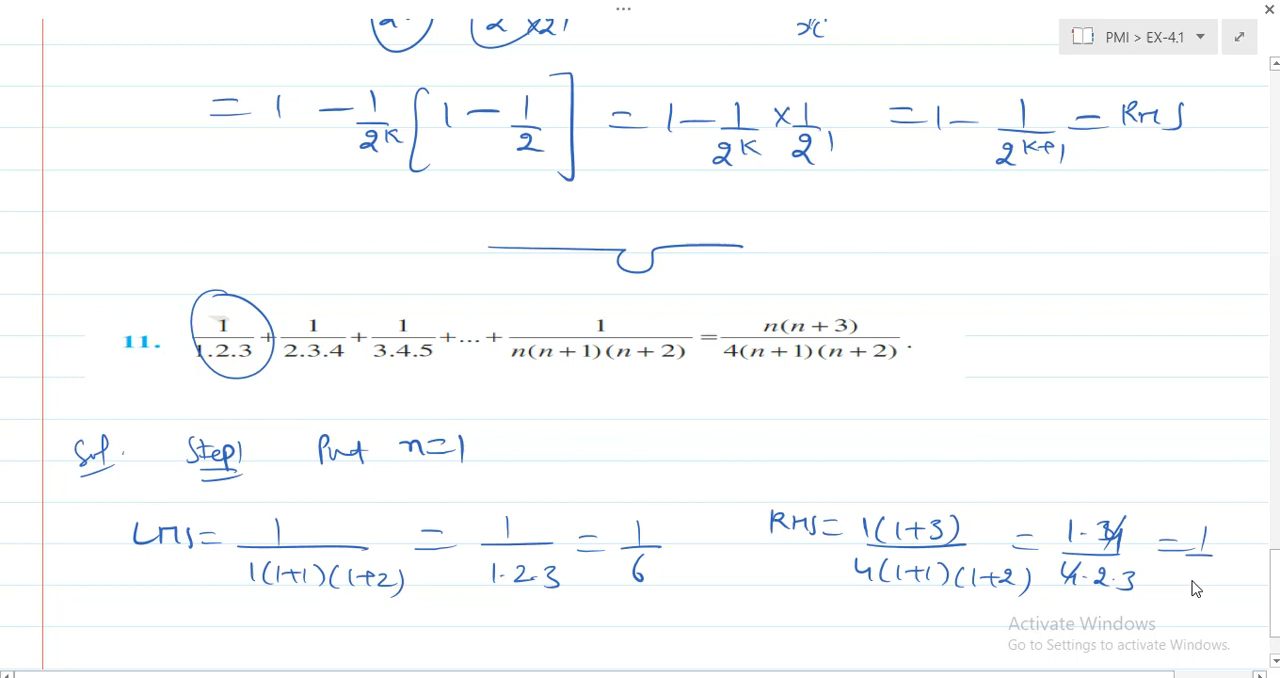 PMI > EX-4.1
= 1 - 1/2^K [1 - 1/2] = 1 - 1/2^K × 1/2^1 = 1 - 1/2^(K+1) = RHS
11. 1/1.2.3 + 1/2.3.4 + 1/3.4.5 + ... + 1/n(n+1)(n+2) = n(n+3)/4(n+1)(n+2) .
Sol. Step1 Put n=1
LHS = 1/1(1+1)(1+2) = 1/1·2·3 = 1/6 RHS = 1(1+3)/4(1+1)(1+2) = 1·4/4·2·3 = 1/
Activate Windows
Go to Settings to activate Windows.